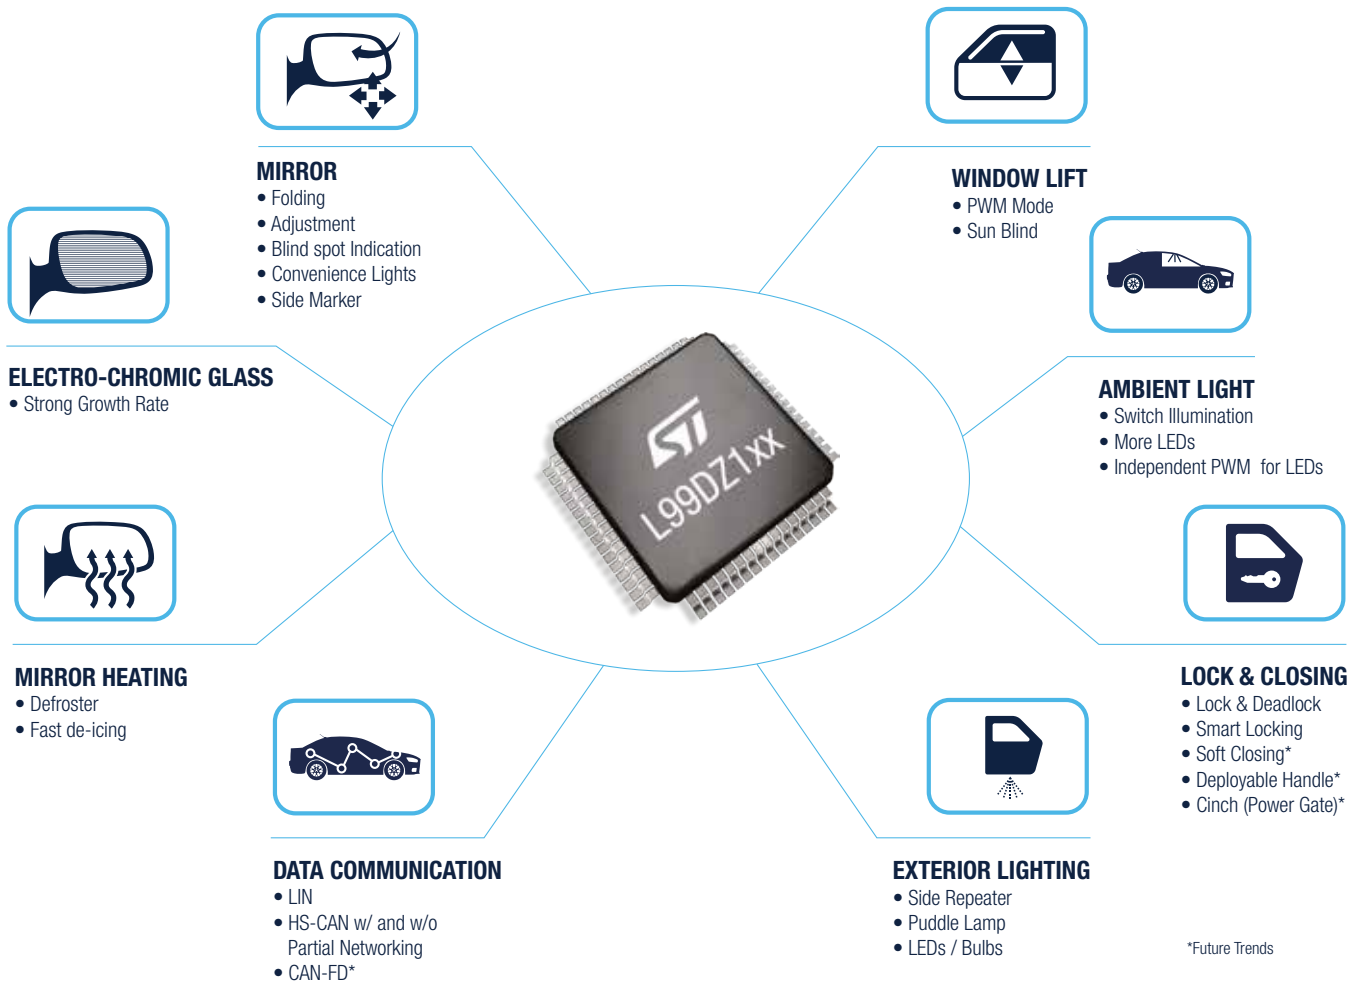 MIRROR
• Folding
• Adjustment
• Blind spot Indication
• Convenience Lights
• Side Marker
WINDOW LIFT
• PWM Mode
• Sun Blind
ELECTRO-CHROMIC GLASS
• Strong Growth Rate
AMBIENT LIGHT
• Switch Illumination
• More LEDs
• Independent PWM for LEDs
ST
L99DZ1xx
MIRROR HEATING
• Defroster
• Fast de-icing
LOCK & CLOSING
• Lock & Deadlock
• Smart Locking
• Soft Closing*
• Deployable Handle*
• Cinch (Power Gate)*
DATA COMMUNICATION
• LIN
• HS-CAN w/ and w/o
Partial Networking
• CAN-FD*
EXTERIOR LIGHTING
• Side Repeater
• Puddle Lamp
• LEDs / Bulbs
*Future Trends